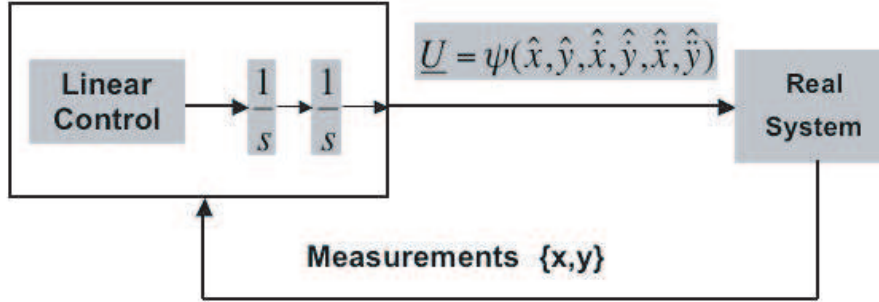 Linear
Control
1
s
1
s
U = ψ(x̂, ŷ, ẋ̂, ẏ̂, ẍ̂, ÿ̂)
Real
System
Measurements {x,y}